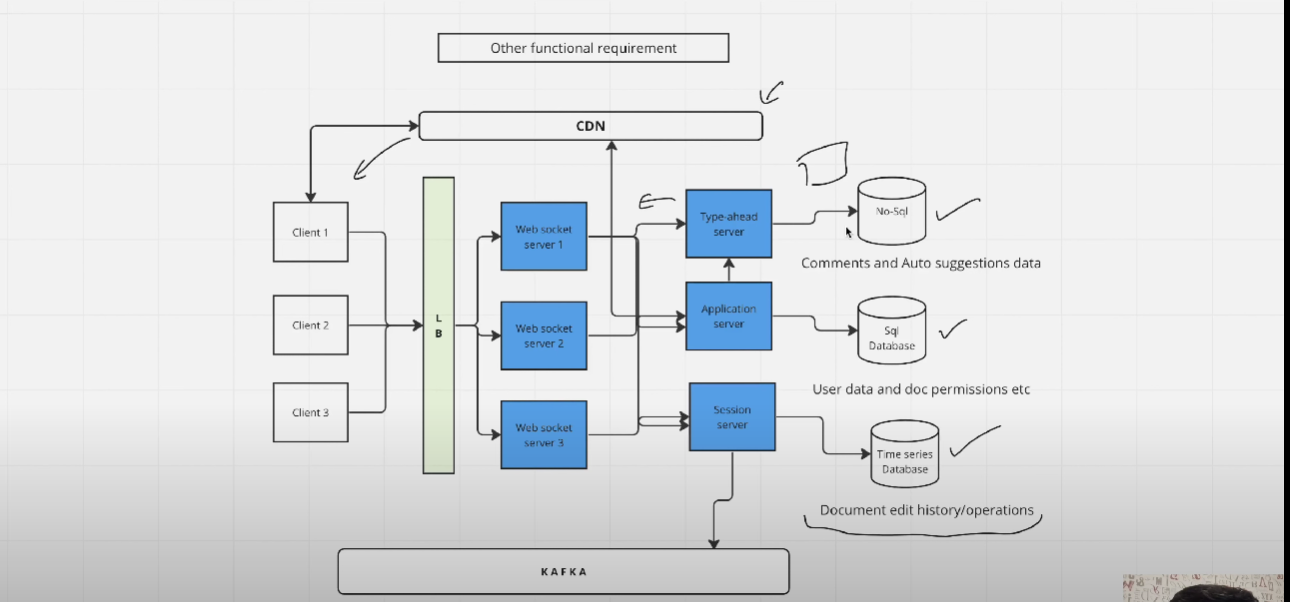 Other functional requirement
CDN
Client 1
Client 2
Client 3
L
B
Web socket
server 1
Web socket
server 2
Web socket
server 3
Type-ahead
server
Application
server
Session
server
No-Sql
Comments and Auto suggestions data
Sql
Database
User data and doc permissions etc
Time series
Database
Document edit history/operations
KAFKA